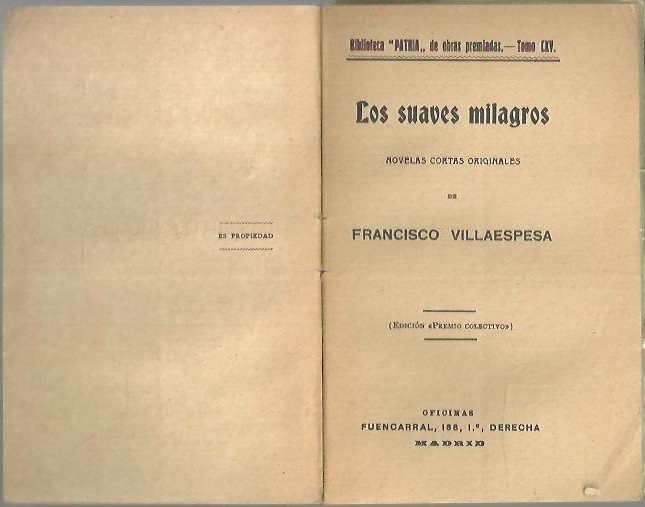 ES PROPIEDAD
Biblioteca "PATRIA„ de obras premiadas.—Tomo LXV.
Los suaves milagros
NOVELAS CORTAS ORIGINALES
DE
FRANCISCO VILLAESPESA
(EDICIÓN «PREMIO COLECTIVO»)
OFICINAS
FUENCARRAL, 138, 1.º, DERECHA
MADRID